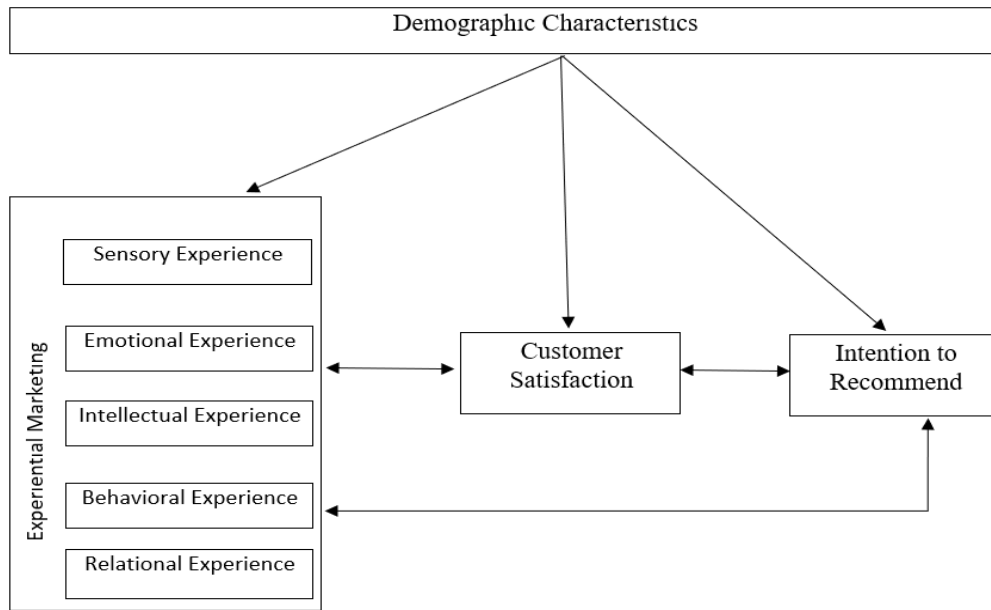 Demographic Characteristics
Experiential Marketing
Sensory Experience
Emotional Experience
Intellectual Experience
Behavioral Experience
Relational Experience
Customer
Satisfaction
Intention to
Recommend